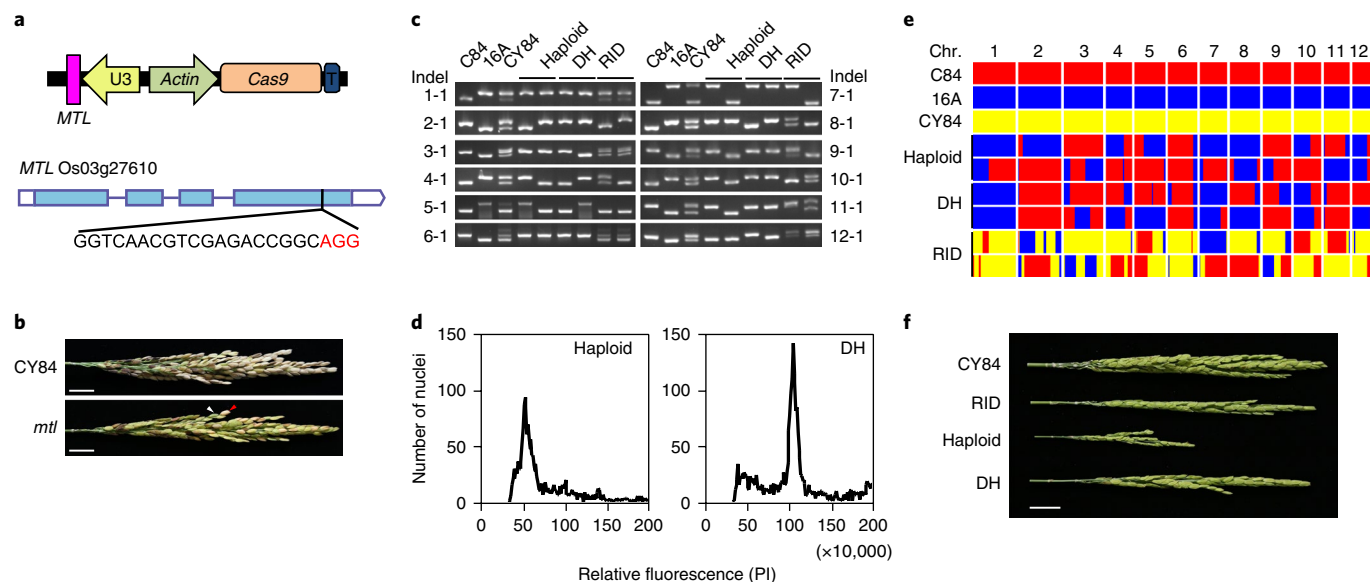 a
U3 Actin Cas9 T
MTL
MTL Os03g27610
GGTCAACGTCGAGACCGGCAGG
b
CY84
mtl
c
C84 16A CY84 Haploid DH RID C84 16A CY84 Haploid DH RID
Indel Indel
1-1 7-1
2-1 8-1
3-1 9-1
4-1 10-1
5-1 11-1
6-1 12-1
d
Number of nuclei
150 150
Haploid DH
100 100
50 50
0 0
0 50 100 150 200 0 50 100 150 200
(×10,000)
Relative fluorescence (PI)
e
Chr. 1 2 3 4 5 6 7 8 9 10 11 12
C84
16A
CY84
Haploid
DH
RID
f
CY84
RID
Haploid
DH